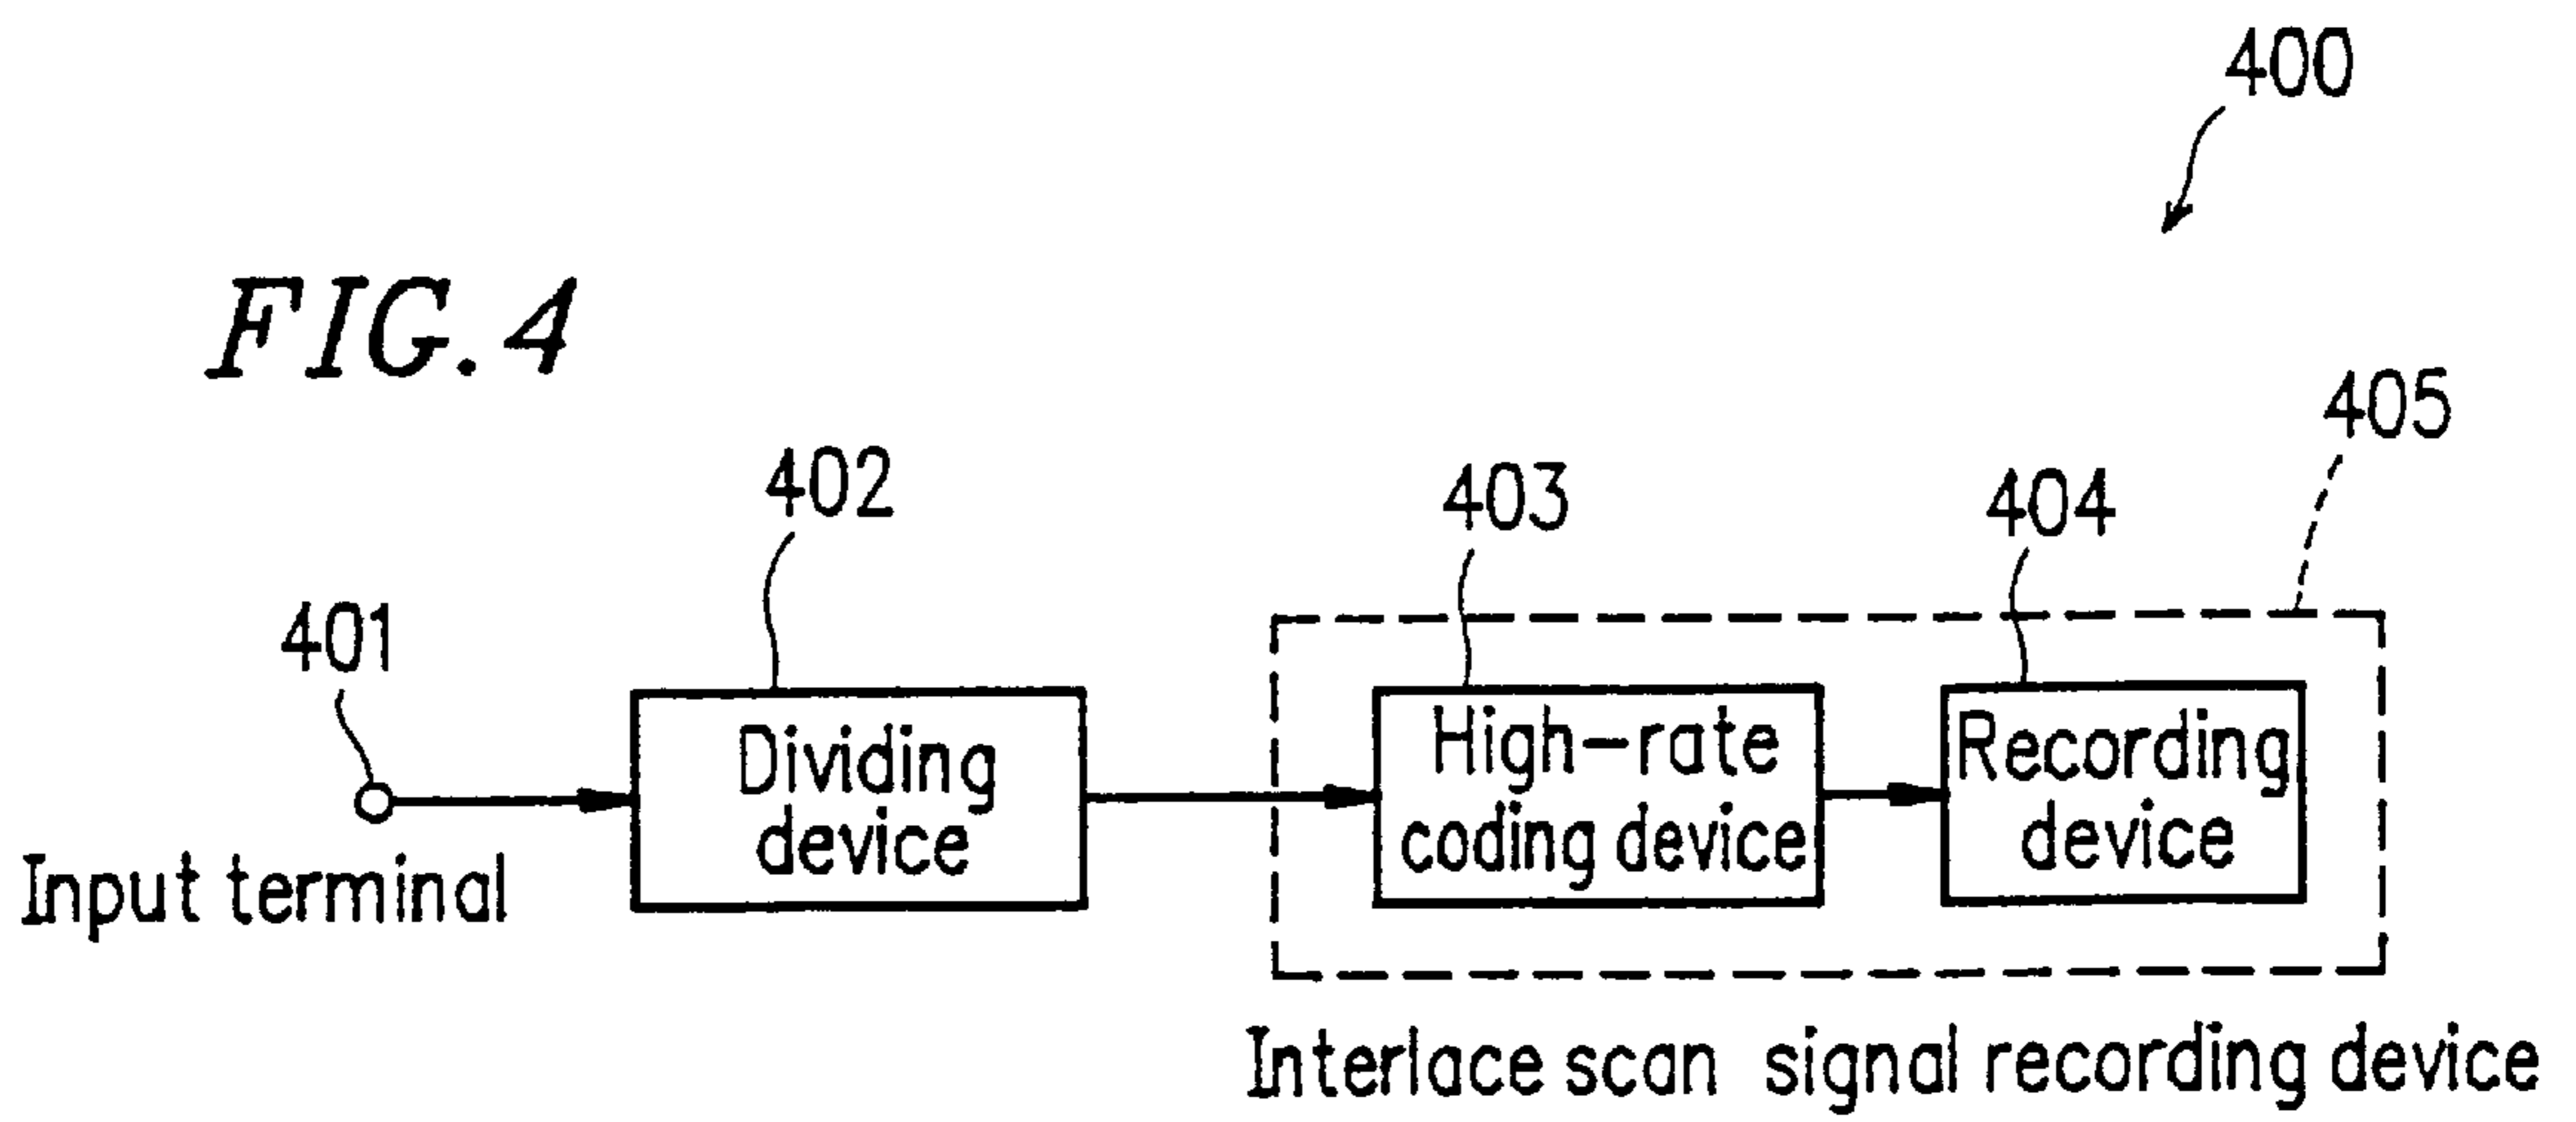 400
FIG. 4
405
402
403
404
401
Dividing
device
High-rate
coding device
Recording
device
Input terminal
Interlace scan signal recording device